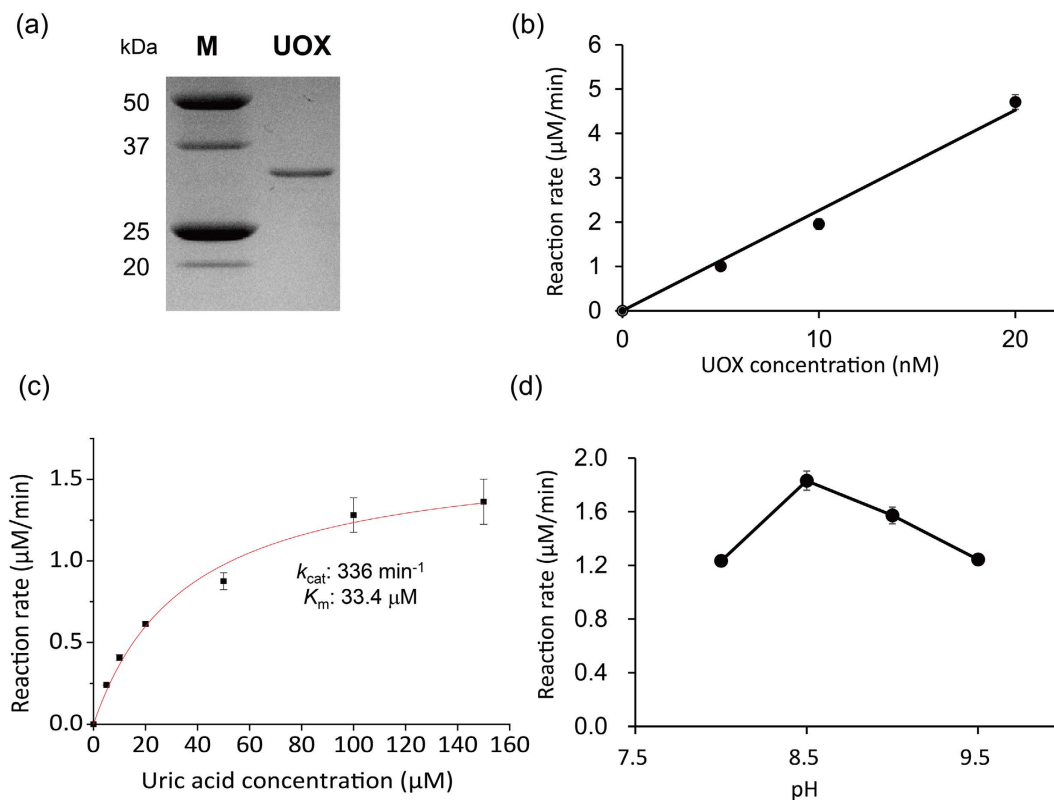 (a)
kDa M UOX
50
37
25
20
(b)
Reaction rate (µM/min)
6
5
4
3
2
1
0
0 10 20
UOX concentration (nM)
(c)
Reaction rate (µM/min)
1.5
1.0
0.5
0.0
kcat: 336 min⁻¹
Km: 33.4 µM
0 20 40 60 80 100 120 140 160
Uric acid concentration (µM)
(d)
Reaction rate (µM/min)
2.0
1.6
1.2
0.8
0.4
0.0
7.5 8.5 9.5
pH